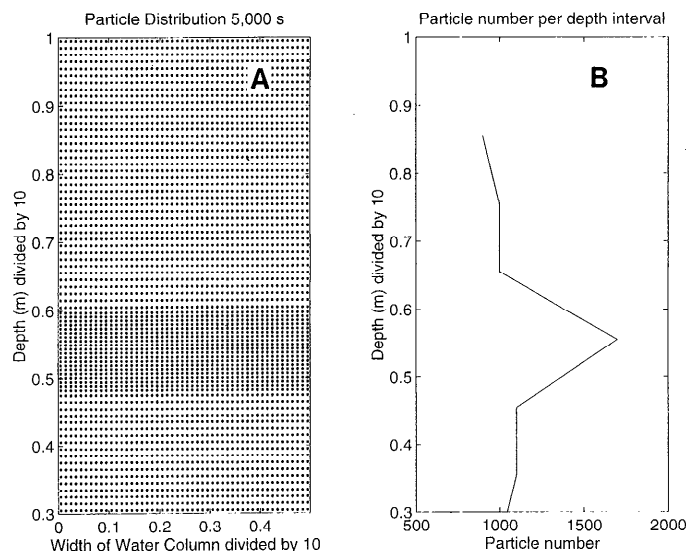 Particle Distribution 5,000 s
A
1
0.9
0.8
0.7
0.6
0.5
0.4
0.3
Depth (m) divided by 10
0 0.1 0.2 0.3 0.4
Width of Water Column divided by 10
Particle number per depth interval
B
1
0.9
0.8
0.7
0.6
0.5
0.4
0.3
Depth (m) divided by 10
500 1000 1500 2000
Particle number